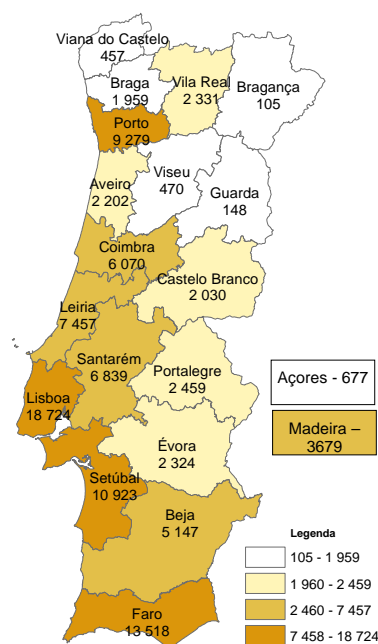 Viana do Castelo
457
Braga
1 959
Vila Real
2 331
Bragança
105
Porto
9 279
Aveiro
2 202
Viseu
470
Guarda
148
Coimbra
6 070
Castelo Branco
2 030
Leiria
7 457
Santarém
6 839
Portalegre
2 459
Açores - 677
Lisboa
18 724
Madeira –
3679
Évora
2 324
Setúbal
10 923
Beja
5 147
Faro
13 518
Legenda
105 - 1 959
1 960 - 2 459
2 460 - 7 457
7 458 - 18 724